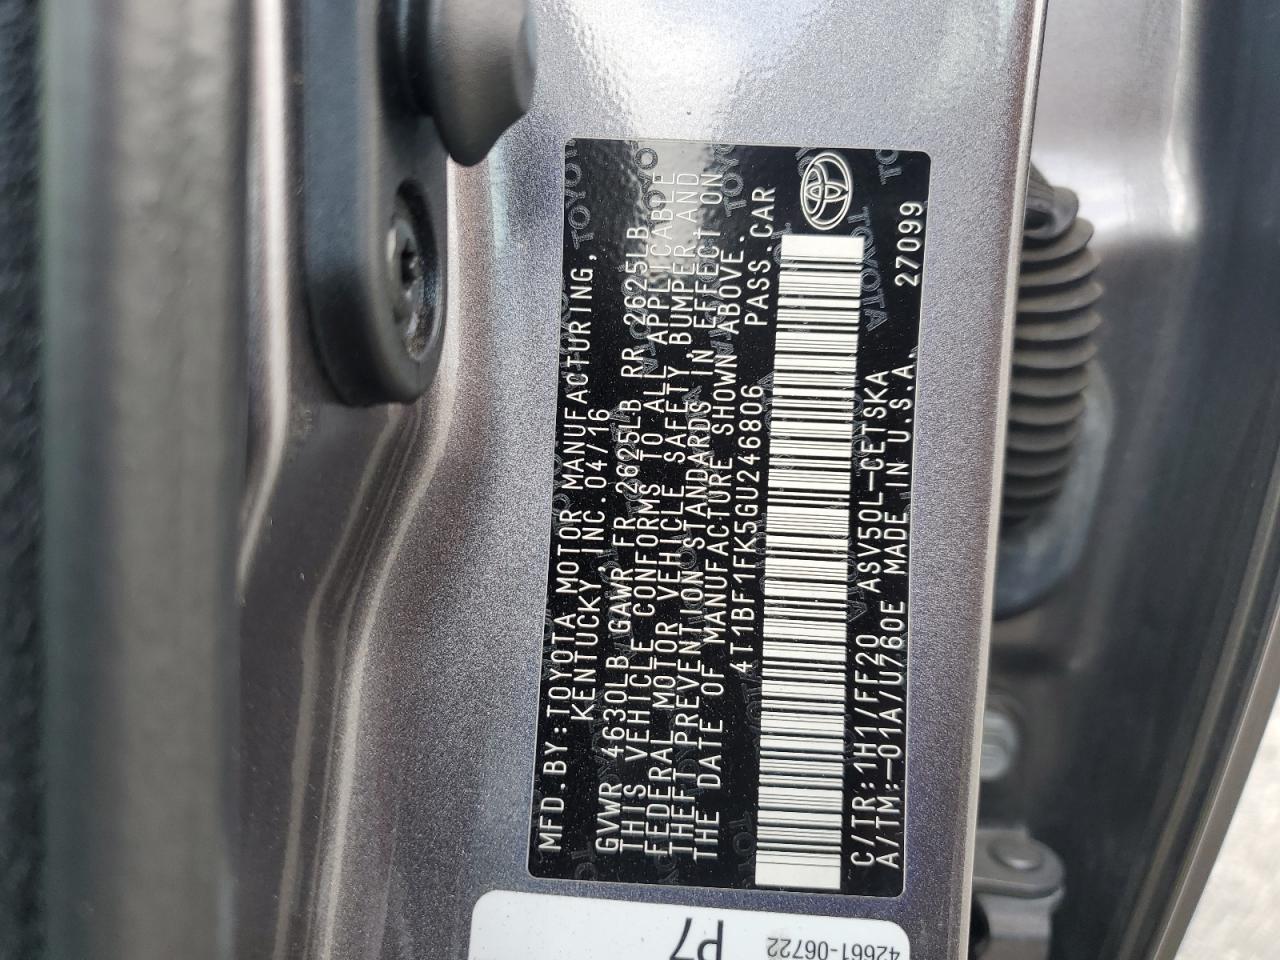 MFD.BY:TOYOTA MOTOR MANUFACTURING,
KENTUCKY, INC. 04/16
GVWR 4630LB GAWR FR 2625LB RR 2625LB
THIS VEHICLE CONFORMS TO ALL APPLICABLE
FEDERAL MOTOR VEHICLE SAFETY, BUMPER, AND
THEFT PREVENTION STANDARDS IN EFFECT ON
THE DATE OF MANUFACTURE SHOWN ABOVE.
4T1BF1FK5GU246806 PASS.CAR
C/TR:1H1/FF20 ASV50L-CETSKA
A/TM:-01A/U760E MADE IN U.S.A. 27099
P7
42661-06722